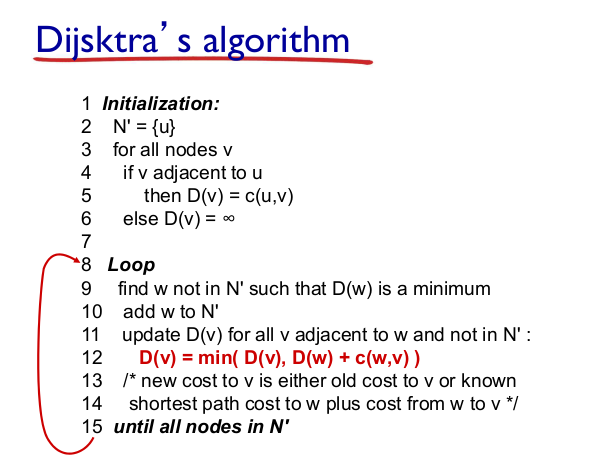 Dijsktra’s algorithm
1 Initialization:
2 N' = {u}
3 for all nodes v
4 if v adjacent to u
5 then D(v) = c(u,v)
6 else D(v) = ∞
7
8 Loop
9 find w not in N' such that D(w) is a minimum
10 add w to N'
11 update D(v) for all v adjacent to w and not in N' :
12 D(v) = min( D(v), D(w) + c(w,v) )
13 /* new cost to v is either old cost to v or known
14 shortest path cost to w plus cost from w to v */
15 until all nodes in N'